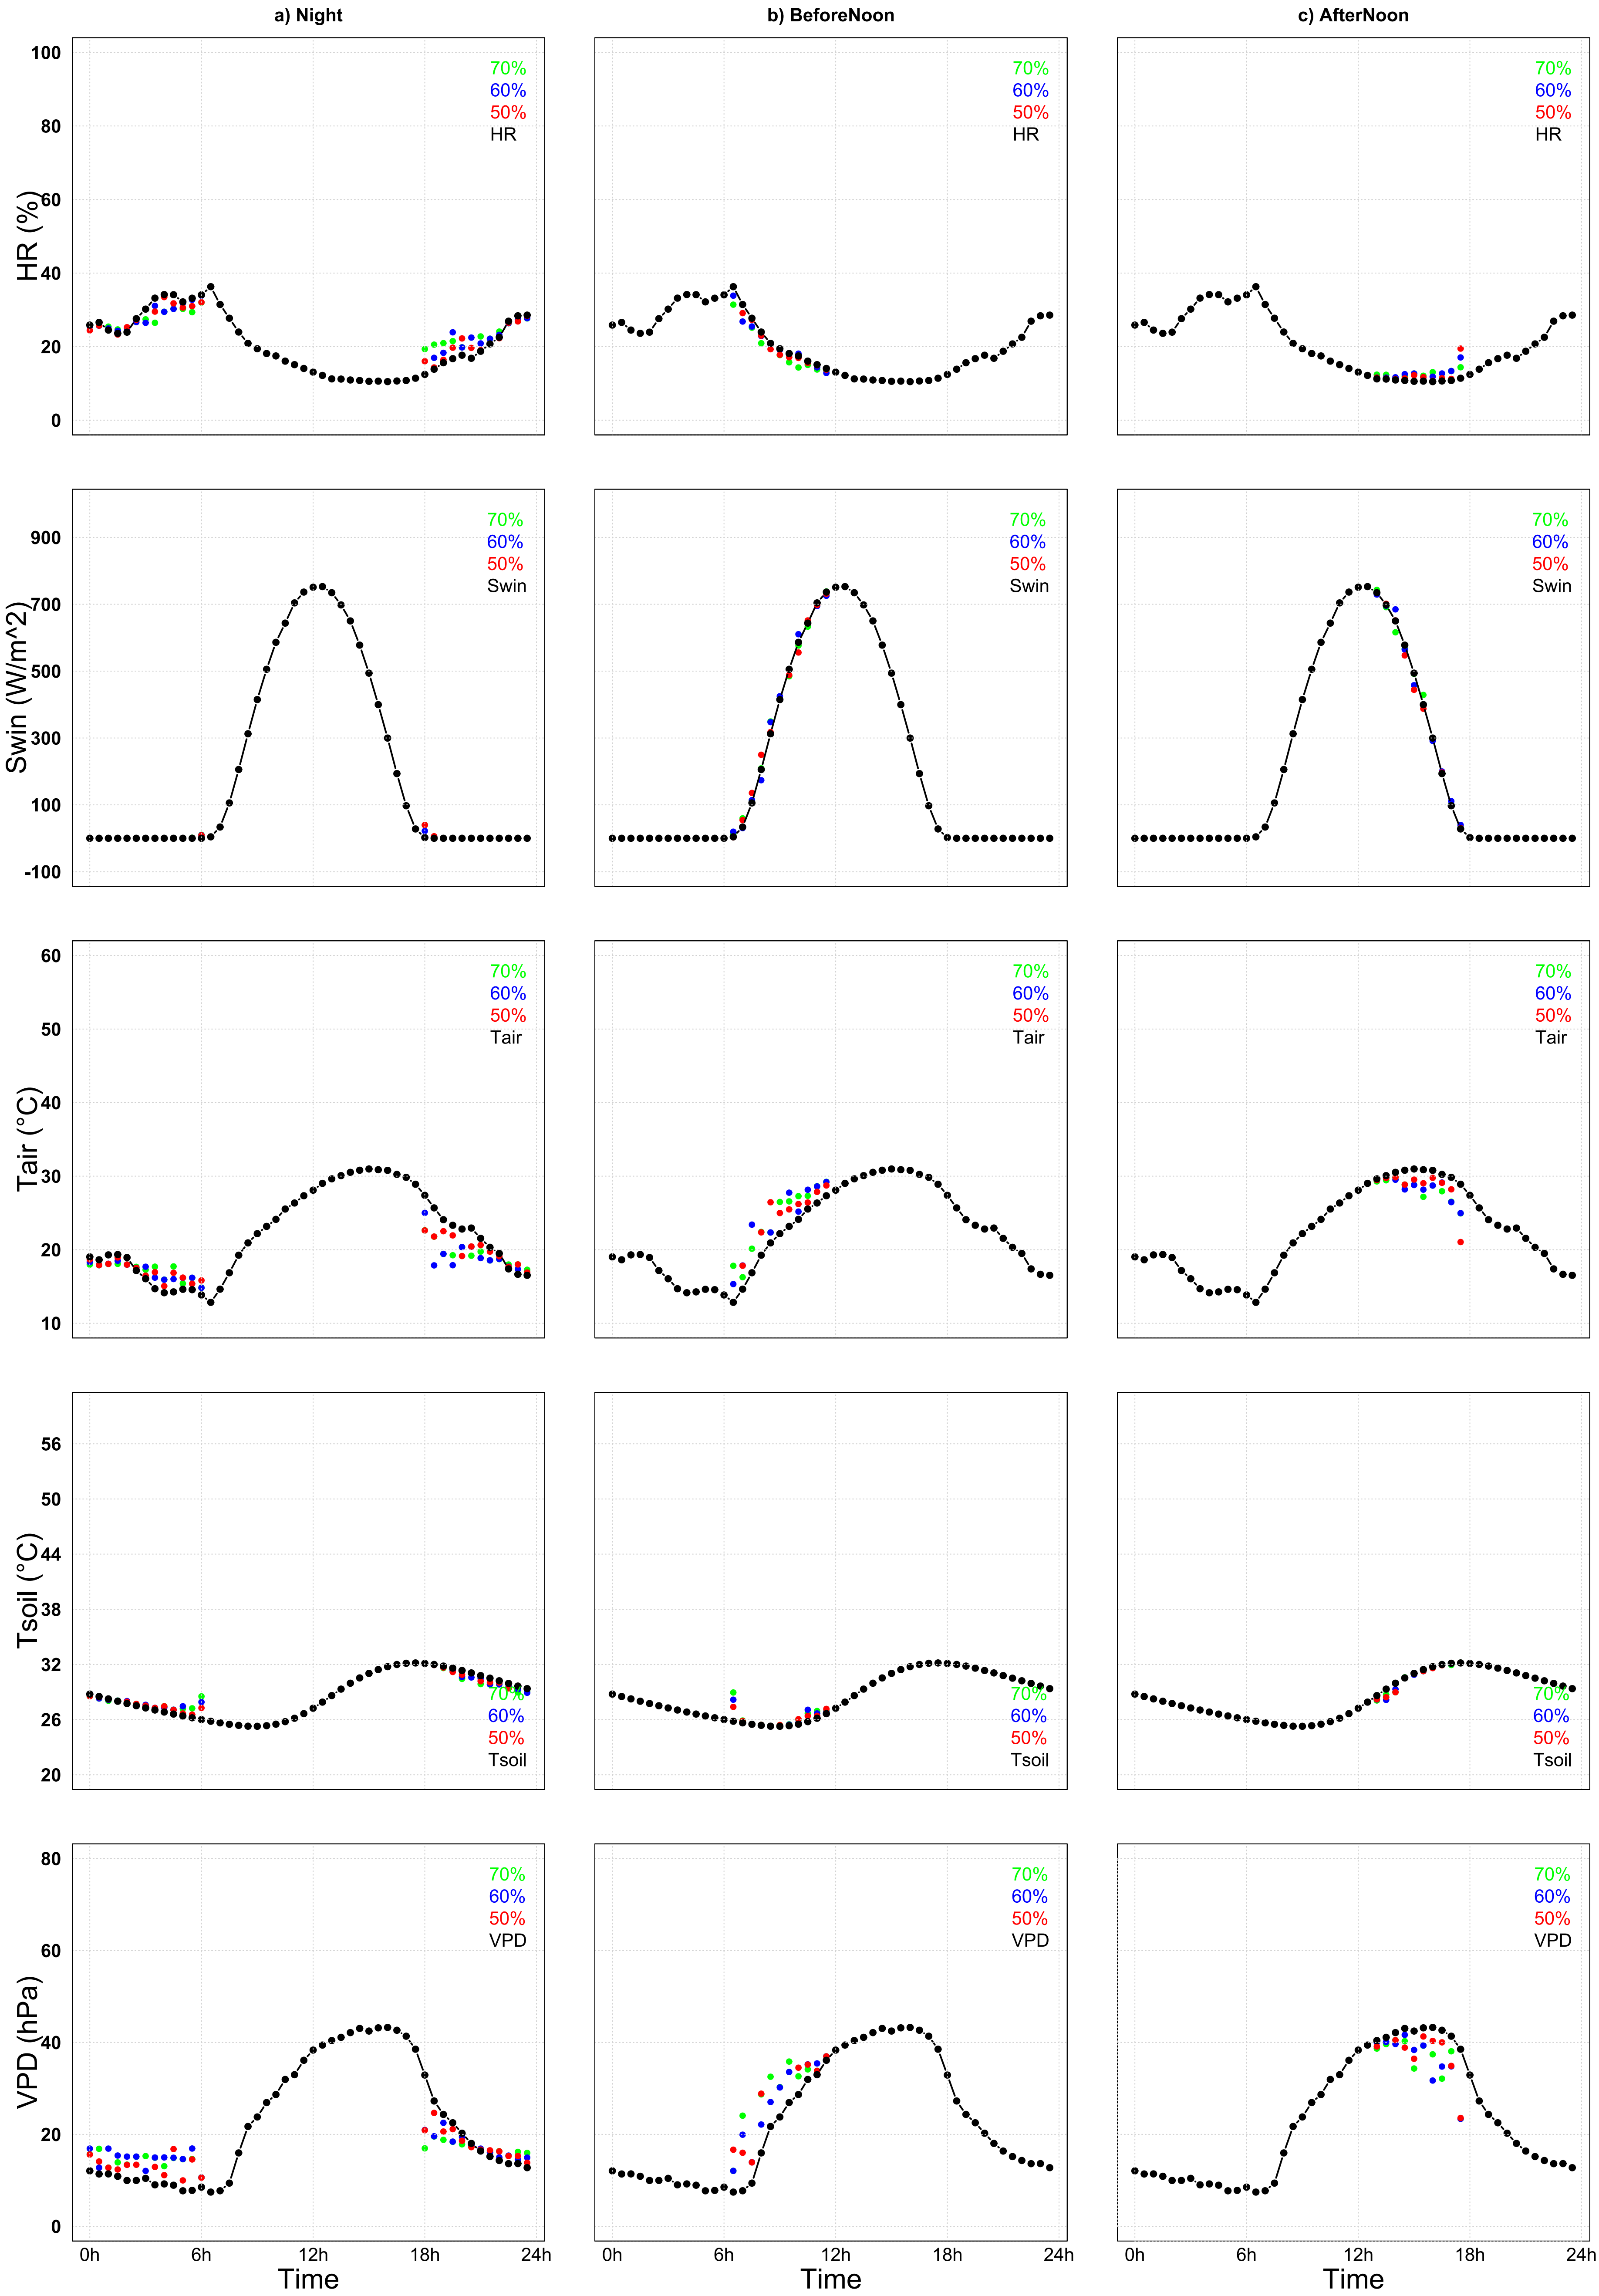 a) Night
b) BeforeNoon
c) AfterNoon
HR (%)
100
80
60
40
20
0
70%
60%
50%
HR
70%
60%
50%
HR
70%
60%
50%
HR
Swin (W/m^2)
900
700
500
300
100
-100
70%
60%
50%
Swin
70%
60%
50%
Swin
70%
60%
50%
Swin
Tair (°C)
60
50
40
30
20
10
70%
60%
50%
Tair
70%
60%
50%
Tair
70%
60%
50%
Tair
Tsoil (°C)
56
50
44
38
32
26
20
70%
60%
50%
Tsoil
70%
60%
50%
Tsoil
70%
60%
50%
Tsoil
VPD (hPa)
80
60
40
20
0
70%
60%
50%
VPD
70%
60%
50%
VPD
70%
60%
50%
VPD
0h 6h 12h 18h 24h
0h 6h 12h 18h 24h
0h 6h 12h 18h 24h
Time
Time
Time